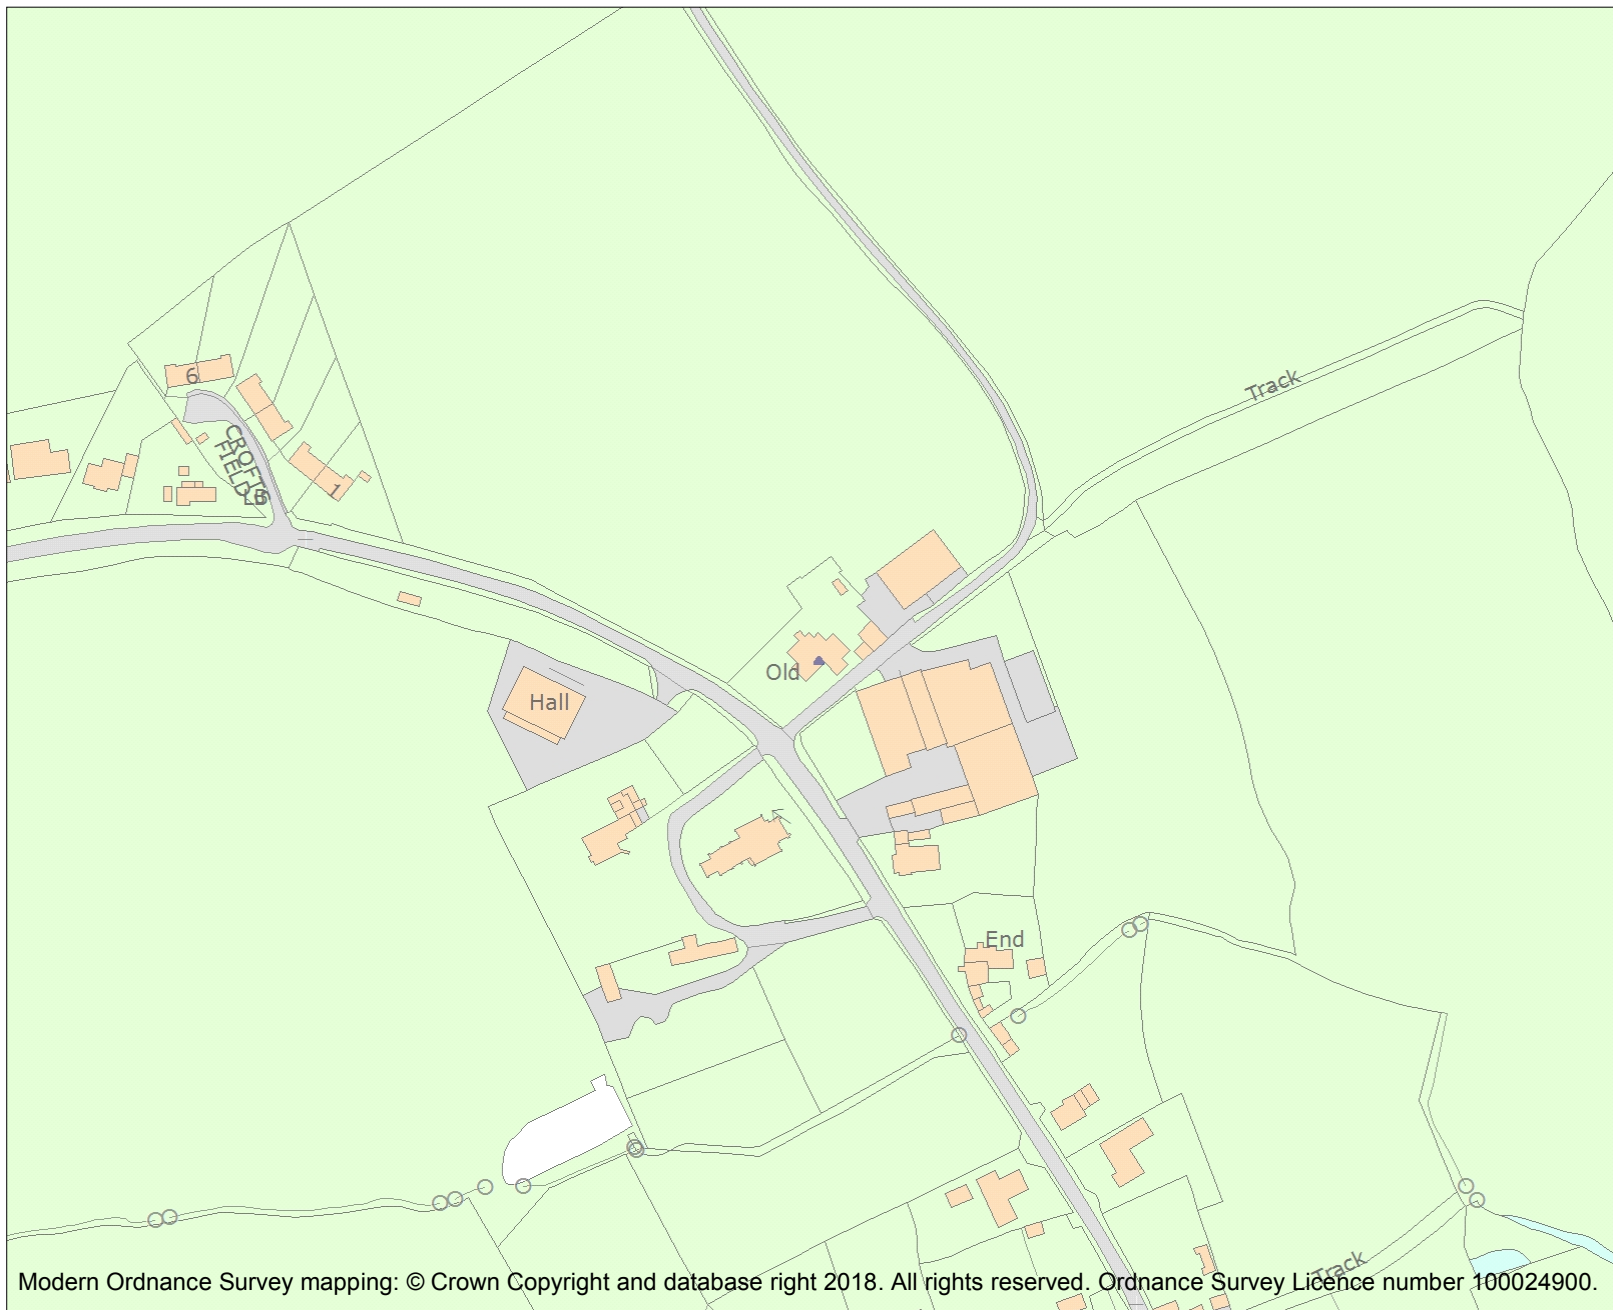 Track
6
CROFTS
FIELD
LB
1
Old
Hall
End
Track
Modern Ordnance Survey mapping: © Crown Copyright and database right 2018. All rights reserved. Ordnance Survey Licence number 100024900.